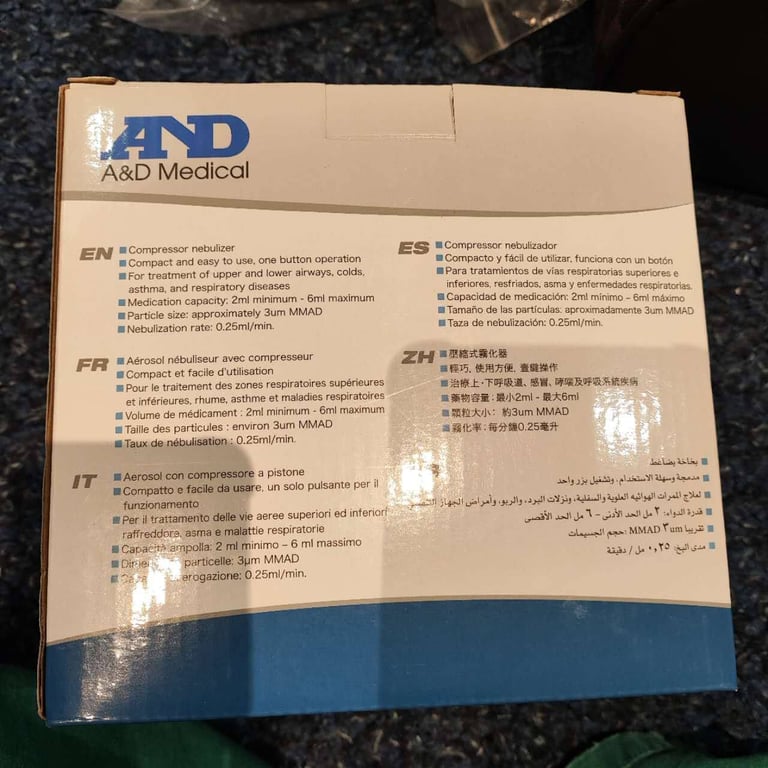 AND
A&D Medical
EN
Compressor nebulizer
Compact and easy to use, one button operation
For treatment of upper and lower airways, colds,
asthma, and respiratory diseases
Medication capacity: 2ml minimum - 6ml maximum
Particle size: approximately 3um MMAD
Nebulization rate: 0.25ml/min.
FR
Aérosol nébuliseur avec compresseur
Compact et facile d'utilisation
Pour le traitement des zones respiratoires supérieures
et inférieures, rhume, asthme et maladies respiratories
Volume de médicament : 2ml minimum - 6ml maximum
Taille des particules : environ 3um MMAD
Taux de nébulisation : 0.25ml/min.
IT
Aerosol con compressore a pistone
Compatto e facile da usare, un solo pulsante per il
funzionamento
Per il trattamento delle vie aeree superiori ed inferiori
raffreddore, asma e malattie respiratorie
Capacità ampolla: 2 ml minimo – 6 ml massimo
particelle: 3µm MMAD
erogazione: 0.25ml/min.
ES
Compressor nebulizador
Compacto y fácil de utilizar, funciona con un botón
Para tratamientos de vías respiratorias superiores e
inferiores, resfriados, asma y enfermedades respiratorias.
Capacidad de medicación: 2ml mínimo – 6ml máximo
Tamaño de las partículas: aproximadamente 3um MMAD
Taza de nebulización: 0.25ml/min.
ZH
壓縮式霧化器
輕巧, 使用方便, 壹鍵操作
治療上・下呼吸道、感冒、哮喘及呼吸系統疾病
藥物容量：最小2ml - 最大6ml
顆粒大小： 約3um MMAD
霧化率：每分鐘0.25毫升
بخاخة بضاغط
مدمجة وسهلة الاستخدام، وتشغيل بزر واحد
لعلاج الممرات الهوائيه العلوية والسفلية، ونزلات البرد، والربو، وأمراض الجهاز
قدرة الدواء: ٢ مل الحد الأدنى – ٦ مل الحد الأقصى
تقريبا ٣um MMAD :حجم الجسيمات
مدى البخ: ٠٫٢٥ مل / دقيقة